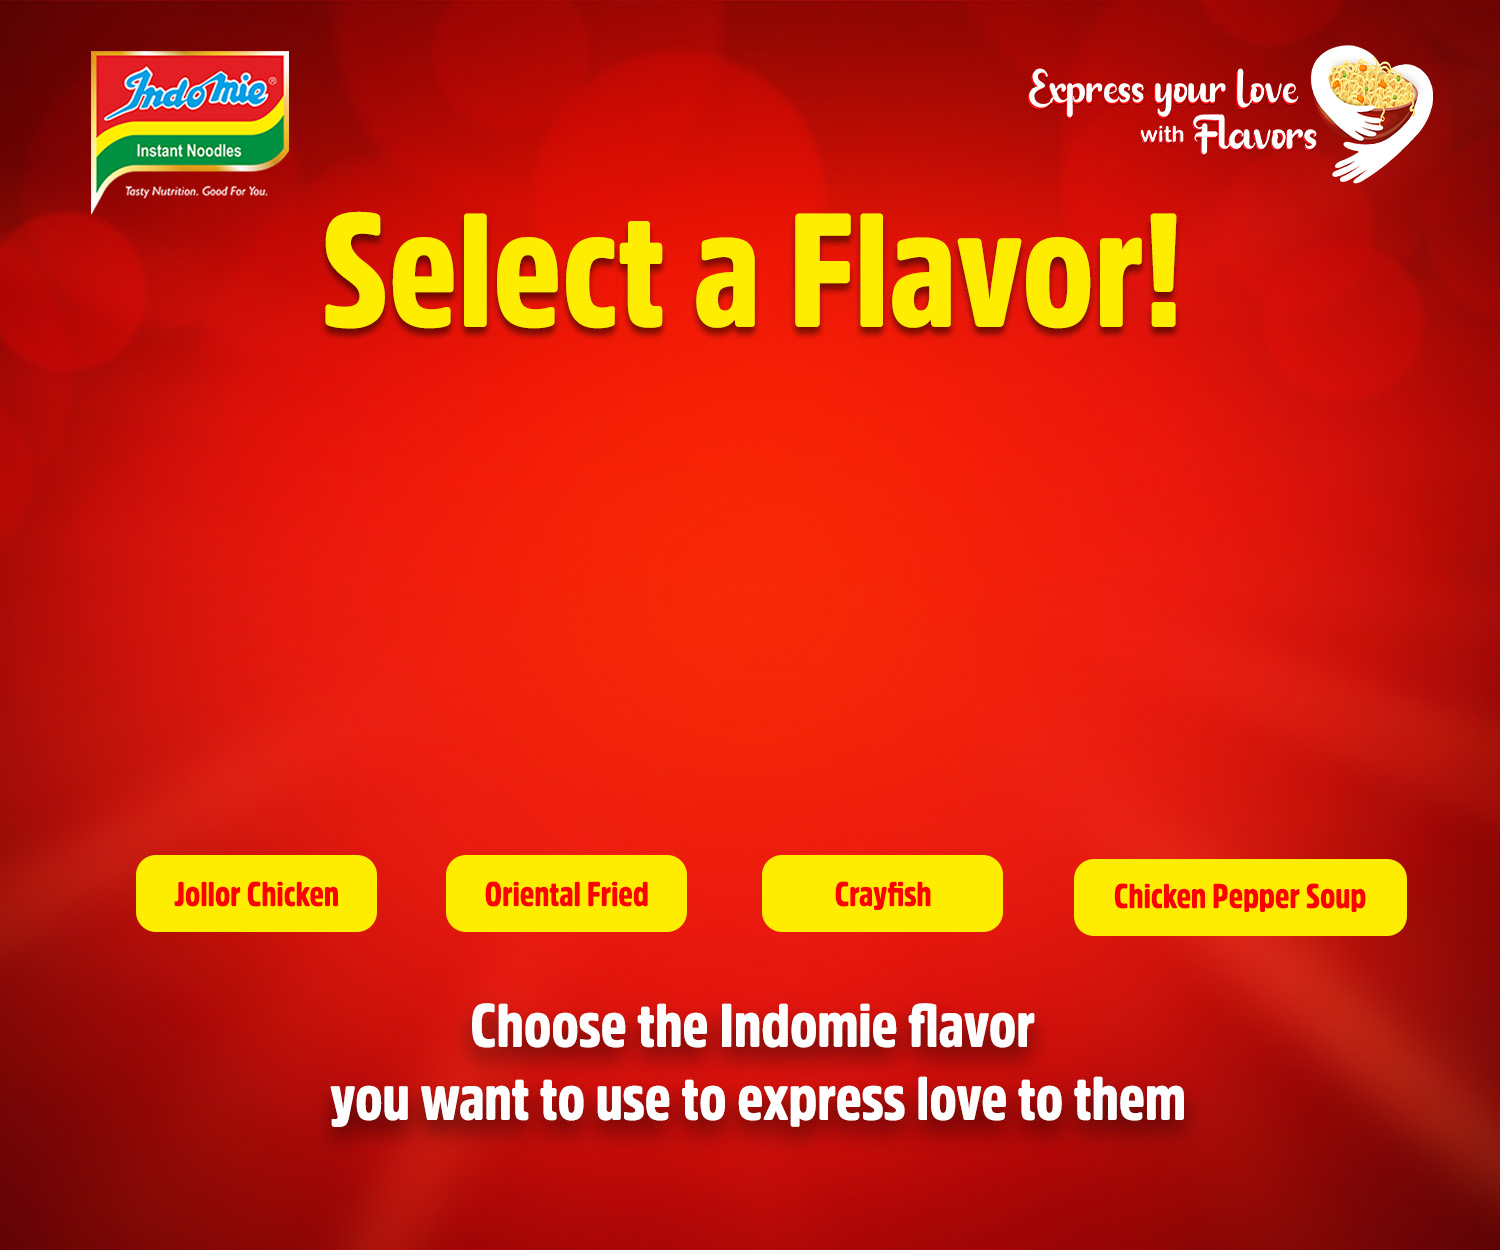 Indomie®
Instant Noodles
Tasty Nutrition. Good For You.
Express your Love
with Flavors
Select a Flavor!
Jollor Chicken
Oriental Fried
Crayfish
Chicken Pepper Soup
Choose the Indomie flavor
you want to use to express love to them